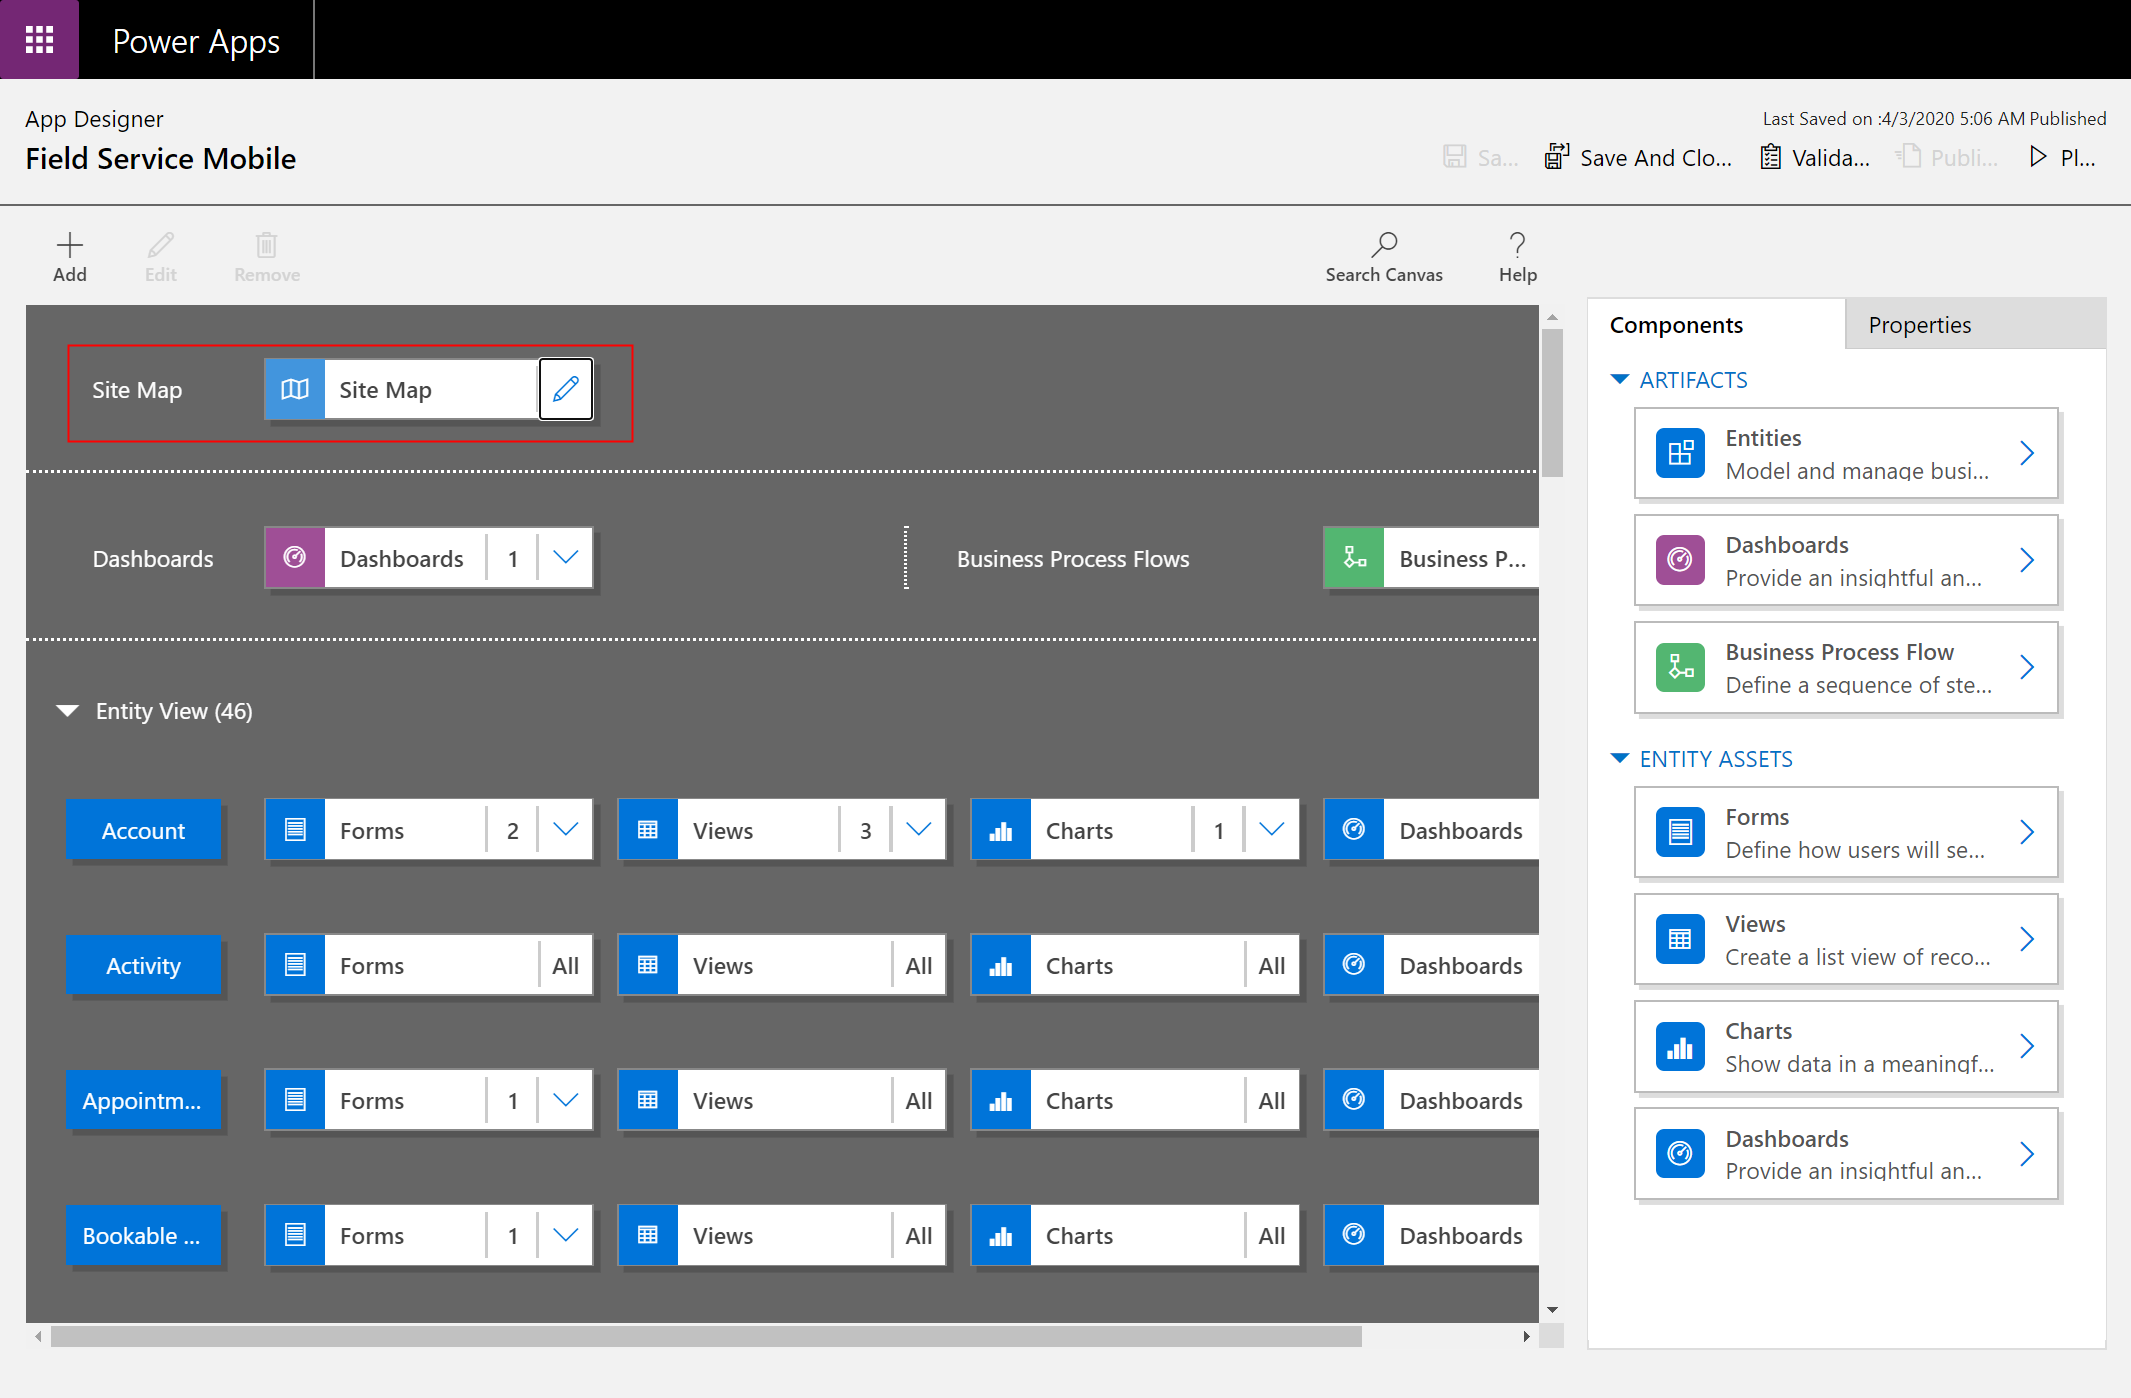 Power Apps
App Designer
Field Service Mobile
Last Saved on :4/3/2020 5:06 AM Published
Sa... Save And Clo... Valida... Publi... Pl...
Add Edit Remove Search Canvas Help
Components Properties
Site Map Site Map
Dashboards Dashboards 1 Business Process Flows Business P...
Entity View (46)
Account Forms 2 Views 3 Charts 1 Dashboards
Activity Forms All Views All Charts All Dashboards
Appointm... Forms 1 Views All Charts All Dashboards
Bookable ... Forms 1 Views All Charts All Dashboards
ARTIFACTS
Entities
Model and manage busi...
Dashboards
Provide an insightful an...
Business Process Flow
Define a sequence of ste...
ENTITY ASSETS
Forms
Define how users will se...
Views
Create a list view of reco...
Charts
Show data in a meaningf...
Dashboards
Provide an insightful an...